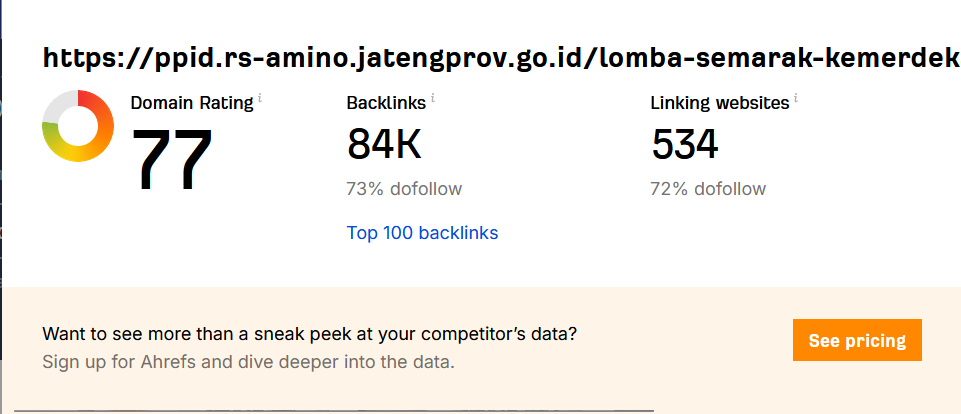 https://ppid.rs-amino.jatengprov.go.id/lomba-semarak-kemerdek
Domain Rating i
77
Backlinks i
84K
73% dofollow
Top 100 backlinks
Linking websites i
534
72% dofollow
Want to see more than a sneak peek at your competitor’s data?
Sign up for Ahrefs and dive deeper into the data.
See pricing